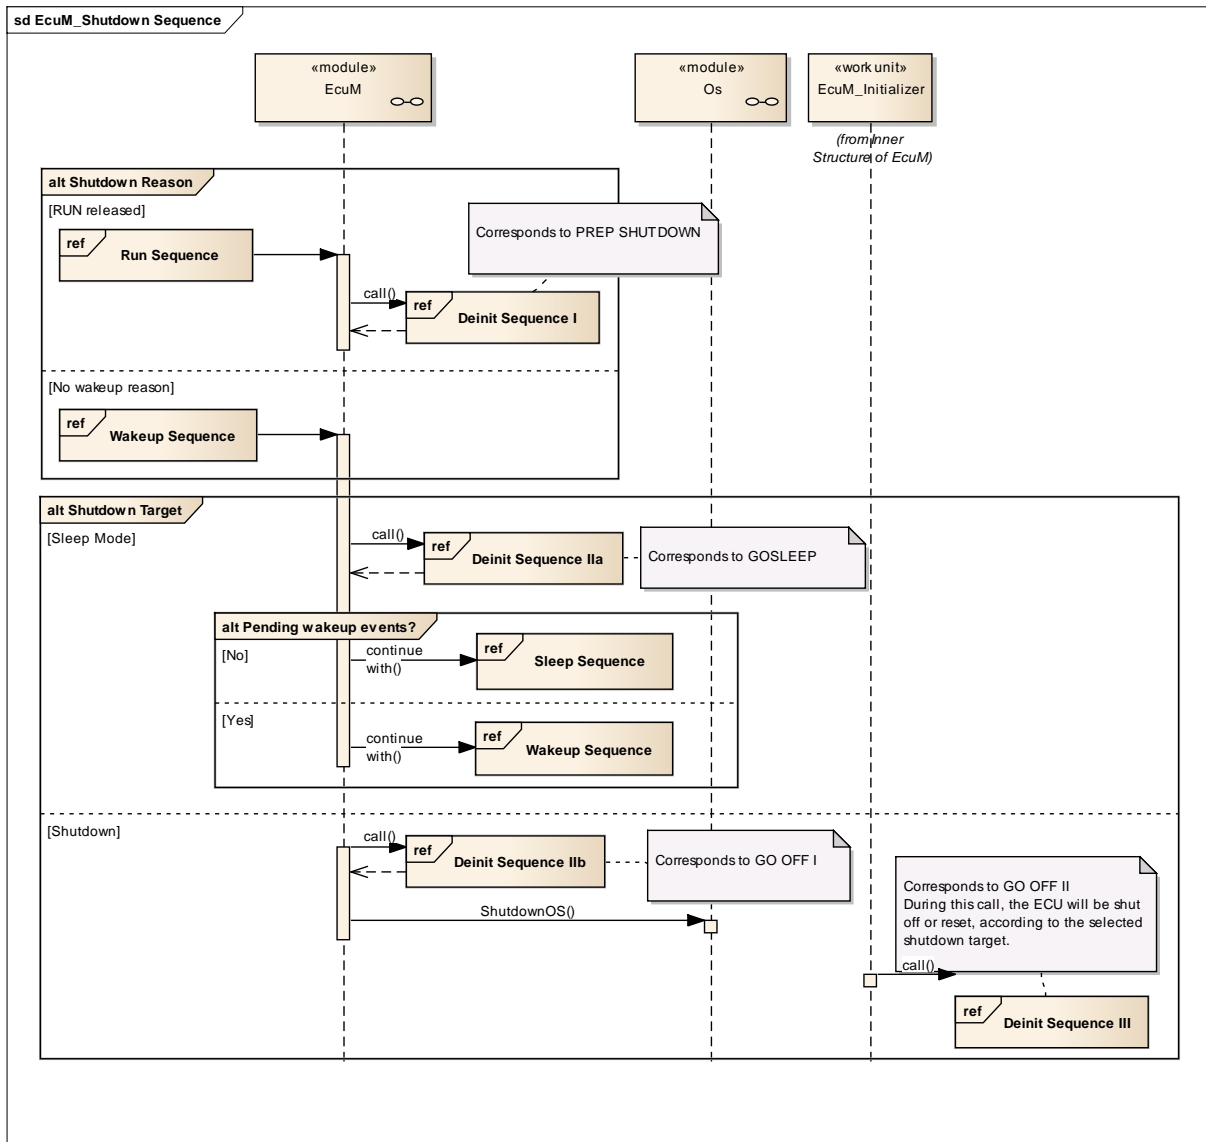 sd EcuM_Shutdown Sequence
«module»
EcuM
«module»
Os
«work unit»
EcuM_Initializer
(from Inner
Structure of EcuM)
alt Shutdown Reason
[RUN released]
Corresponds to PREP SHUTDOWN
ref
Run Sequence
call()
ref
Deinit Sequence I
[No wakeup reason]
ref
Wakeup Sequence
alt Shutdown Target
[Sleep Mode]
call()
ref
Deinit Sequence IIa
Corresponds to GOSLEEP
alt Pending wakeup events?
[No]
continue
with()
ref
Sleep Sequence
[Yes]
continue
with()
ref
Wakeup Sequence
[Shutdown]
call()
ref
Deinit Sequence IIb
Corresponds to GO OFF I
ShutdownOS()
Corresponds to GO OFF II
During this call, the ECU will be shut
off or reset, according to the selected
shutdown target.
call()
ref
Deinit Sequence III